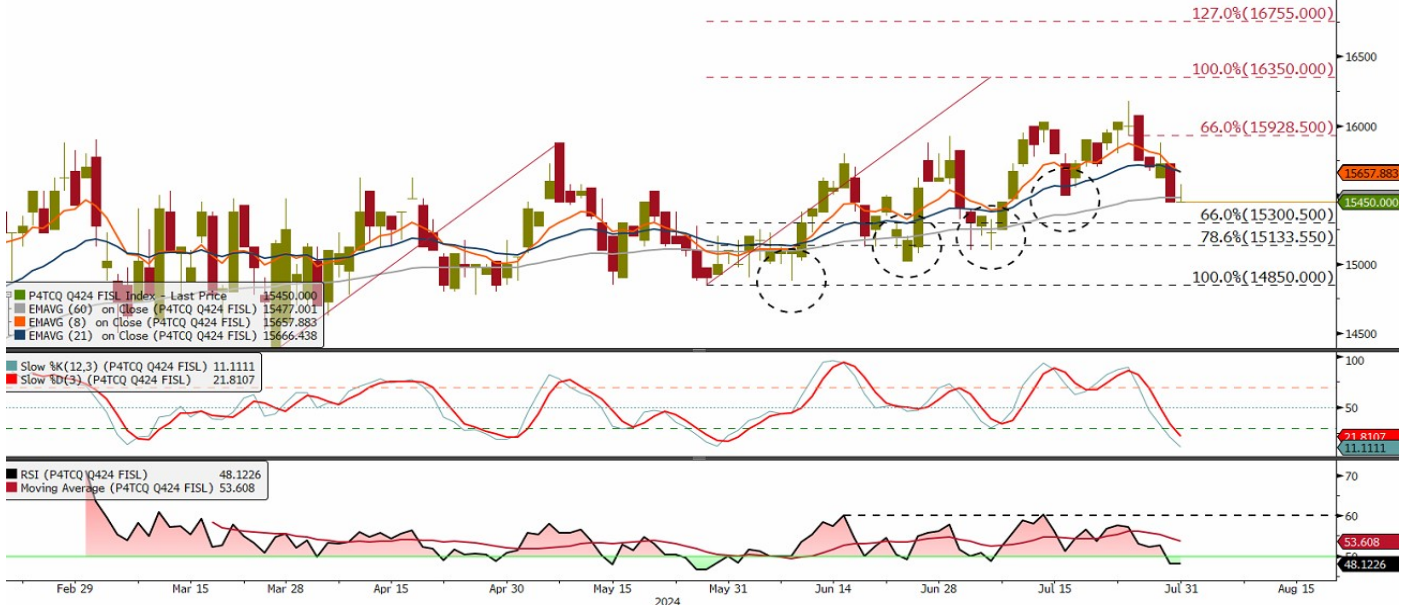 127.0%(16755.000)
16500
100.0%(16350.000)
16000
66.0%(15928.500)
15657.883
15450.000
66.0%(15300.500)
78.6%(15133.550)
15000
100.0%(14850.000)
14500
P4TCQ Q424 FISL Index - Last Price 15450.000
EMAVG (60) on Close (P4TCQ Q424 FISL) 15477.001
EMAVG (8) on Close (P4TCQ Q424 FISL) 15657.883
EMAVG (21) on Close (P4TCQ Q424 FISL) 15666.438
Slow %K(12,3) (P4TCQ Q424 FISL) 11.1111
Slow %D(3) (P4TCQ Q424 FISL) 21.8107
100
50
21.8107
11.1111
RSI (P4TCQ Q424 FISL) 48.1226
Moving Average (P4TCQ Q424 FISL) 53.608
70
60
53.608
48.1226
Feb 29 Mar 15 Mar 28 Apr 15 Apr 30 May 15 May 31 Jun 14 Jun 28 Jul 15 Jul 31 Aug 15
2024